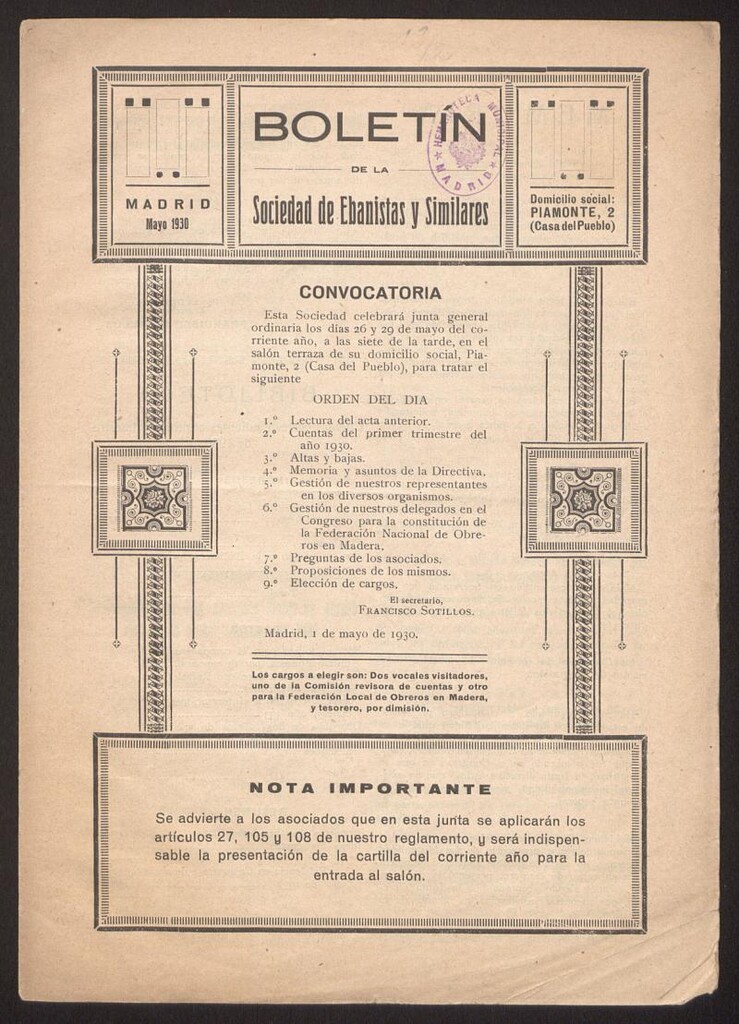 BOLETIN
DE LA
Sociedad de Ebanistas y Similares
MADRID
Mayo 1930
HEMEROTECA MUNICIPAL
★ MADRID ★
Domicilio social:
PIAMONTE, 2
(Casa del Pueblo)
CONVOCATORIA
Esta Sociedad celebrará junta general
ordinaria los días 26 y 29 de mayo del co-
rriente año, a las siete de la tarde, en el
salón terraza de su domicilio social, Pia-
monte, 2 (Casa del Pueblo), para tratar el
siguiente
ORDEN DEL DIA
1.º Lectura del acta anterior.
2.º Cuentas del primer trimestre del
año 1930.
3.º Altas y bajas.
4.º Memoria y asuntos de la Directiva.
5.º Gestión de nuestros representantes
en los diversos organismos.
6.º Gestión de nuestros delegados en el
Congreso para la constitución de
la Federación Nacional de Obre-
ros en Madera.
7.º Preguntas de los asociados.
8.º Proposiciones de los mismos.
9.º Elección de cargos.
El secretario,
FRANCISCO SOTILLOS.
Madrid, 1 de mayo de 1930.
Los cargos a elegir son: Dos vocales visitadores,
uno de la Comisión revisora de cuentas y otro
para la Federación Local de Obreros en Madera,
y tesorero, por dimisión.
NOTA IMPORTANTE
Se advierte a los asociados que en esta junta se aplicarán los
artículos 27, 105 y 108 de nuestro reglamento, y será indispen-
sable la presentación de la cartilla del corriente año para la
entrada al salón.